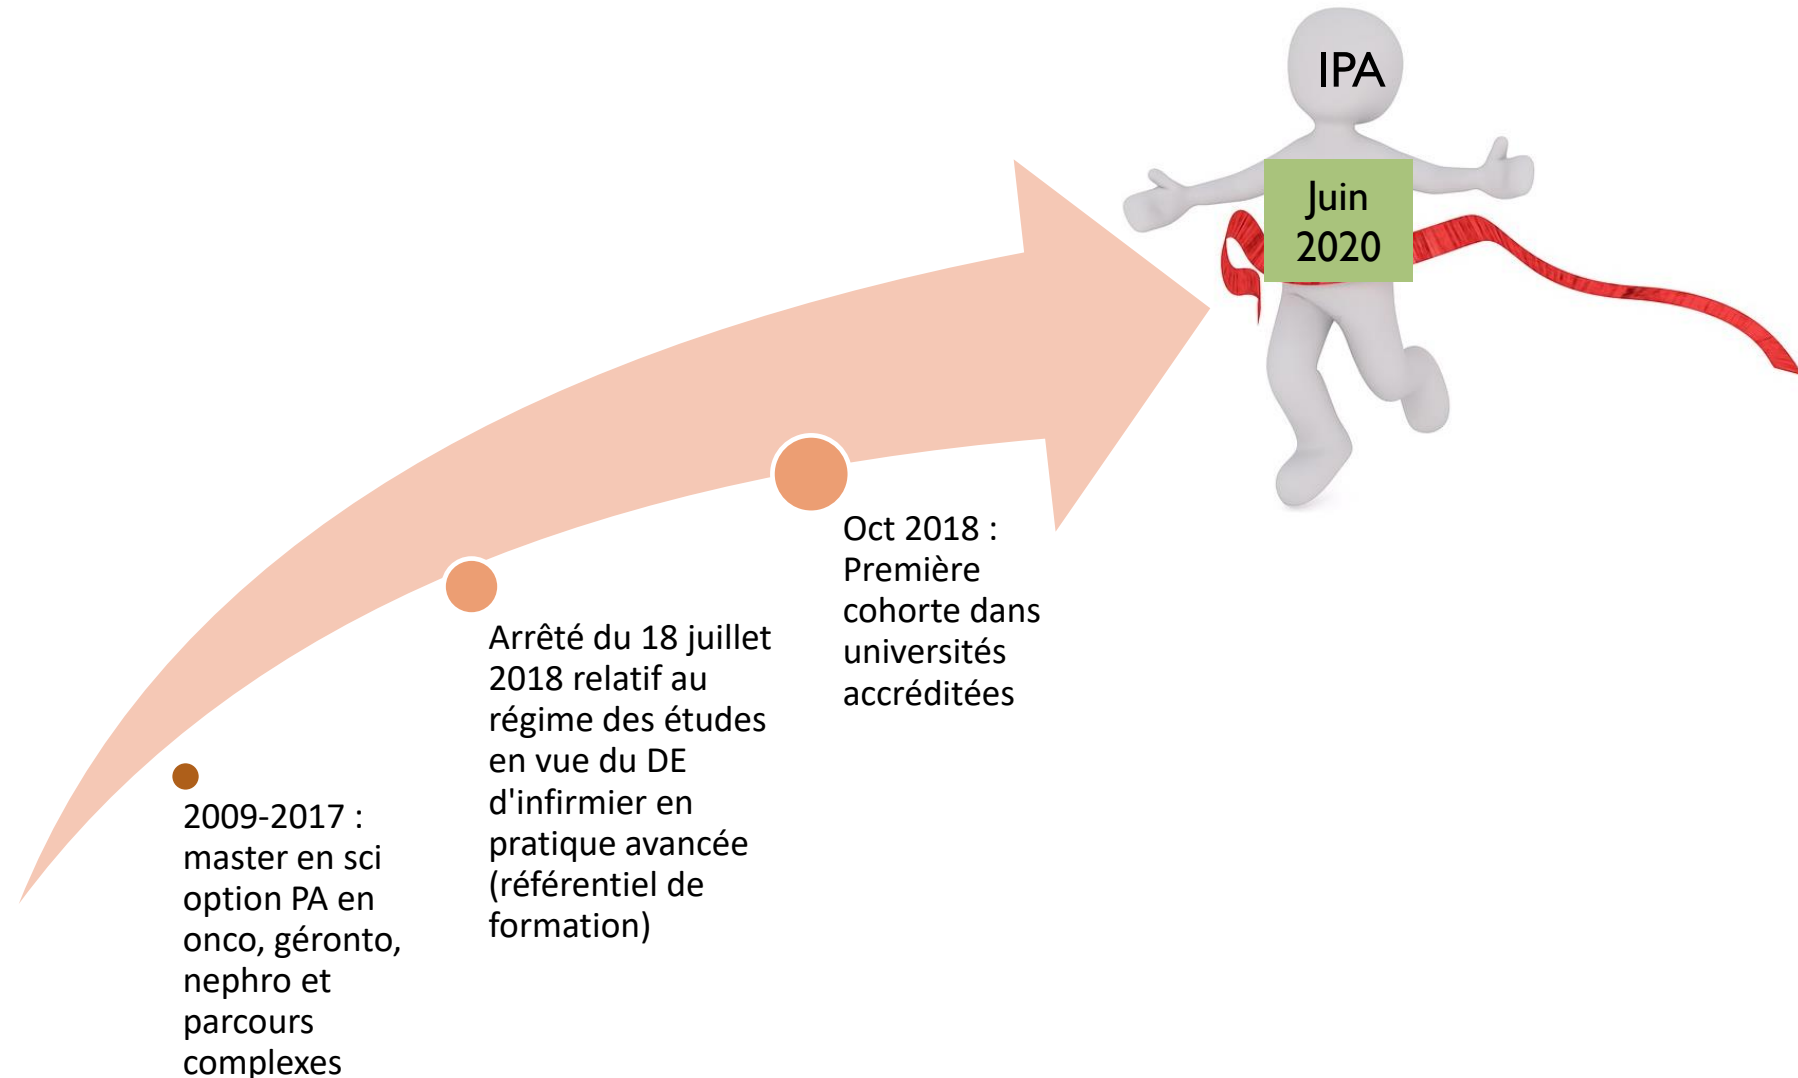 IPA
Juin
2020
Oct 2018 :
Première
cohorte dans
universités
accréditées
Arrêté du 18 juillet
2018 relatif au
régime des études
en vue du DE
d'infirmier en
pratique avancée
(référentiel de
formation)
2009-2017 :
master en sci
option PA en
onco, géronto,
nephro et
parcours
complexes